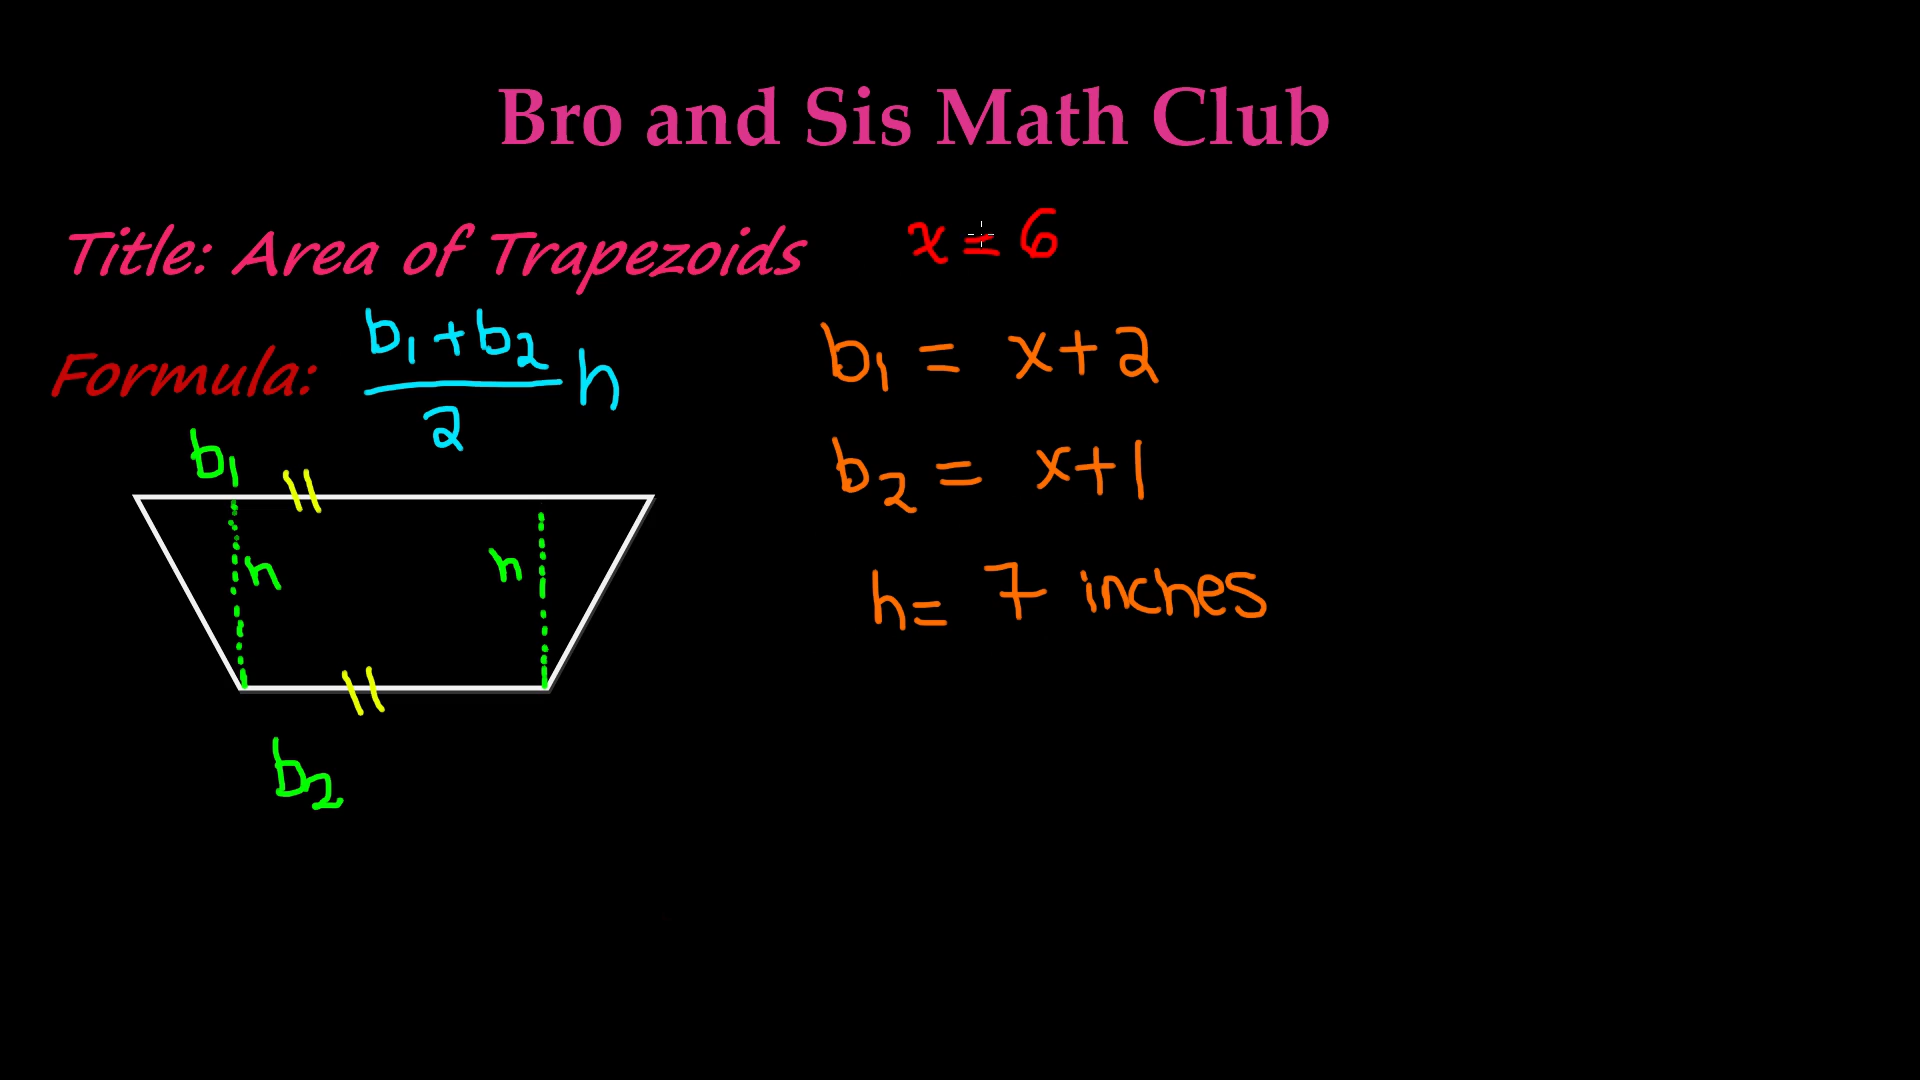 Bro and Sis Math Club
Title: Area of Trapezoids
x = 6
Formula: (b₁+b₂)/2 h
b₁ = x+2
b₂ = x+1
h = 7 inches
b₁
h
h
b₂